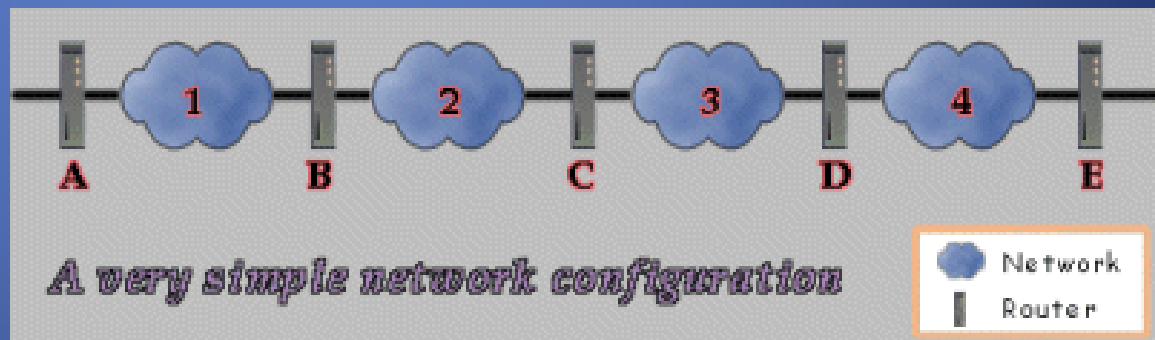 1 2 3 4
A B C D E
A very simple network configuration
Network
Router